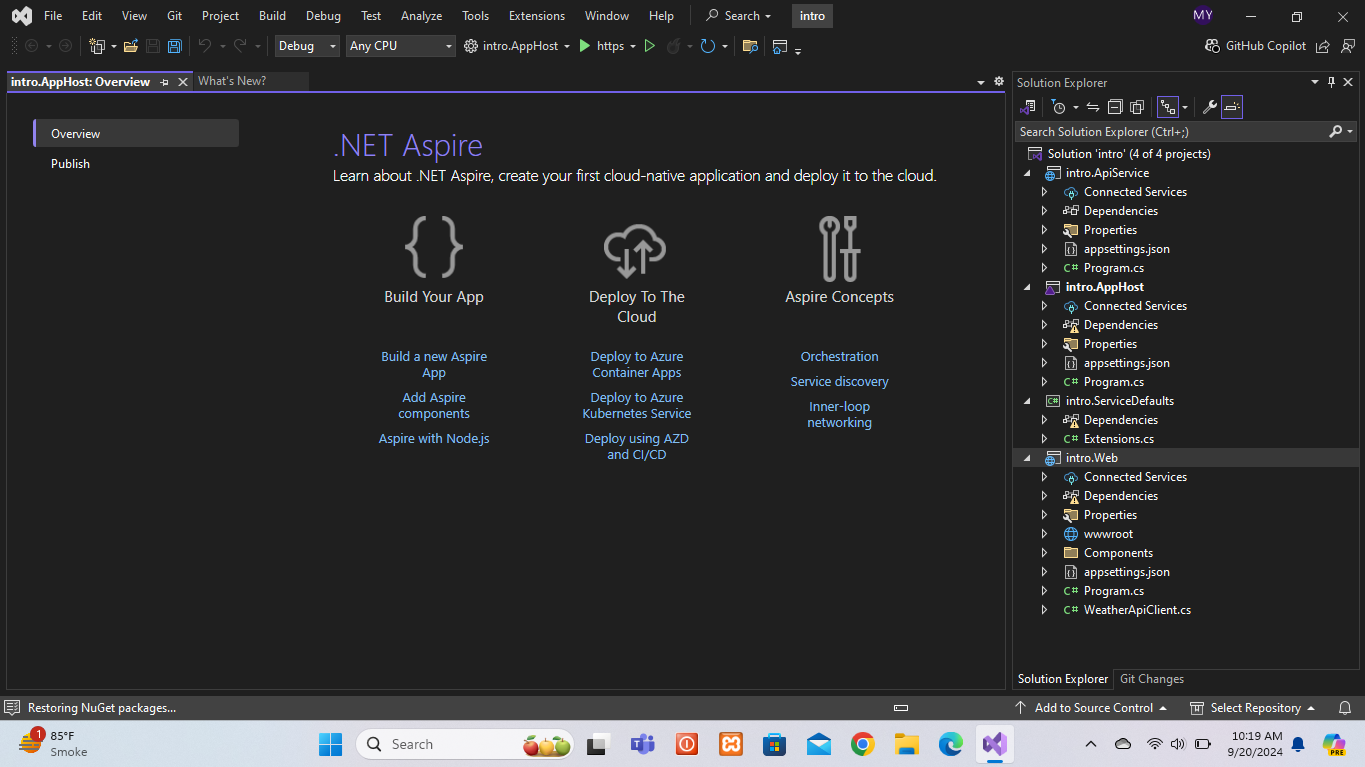 File Edit View Git Project Build Debug Test Analyze Tools Extensions Window Help Search intro MY
Debug Any CPU intro.AppHost https GitHub Copilot
intro.AppHost: Overview What's New?
Overview
Publish
.NET Aspire
Learn about .NET Aspire, create your first cloud-native application and deploy it to the cloud.
Build Your App
Build a new Aspire
App
Add Aspire
components
Aspire with Node.js
Deploy To The
Cloud
Deploy to Azure
Container Apps
Deploy to Azure
Kubernetes Service
Deploy using AZD
and CI/CD
Aspire Concepts
Orchestration
Service discovery
Inner-loop
networking
Solution Explorer
Search Solution Explorer (Ctrl+;)
Solution 'intro' (4 of 4 projects)
intro.ApiService
Connected Services
Dependencies
Properties
appsettings.json
C# Program.cs
intro.AppHost
Connected Services
Dependencies
Properties
appsettings.json
C# Program.cs
C# intro.ServiceDefaults
Dependencies
C# Extensions.cs
intro.Web
Connected Services
Dependencies
Properties
wwwroot
Components
appsettings.json
C# Program.cs
C# WeatherApiClient.cs
Solution Explorer Git Changes
Restoring NuGet packages... Add to Source Control Select Repository
1 85°F
Smoke
Search
PRE
10:19 AM
9/20/2024